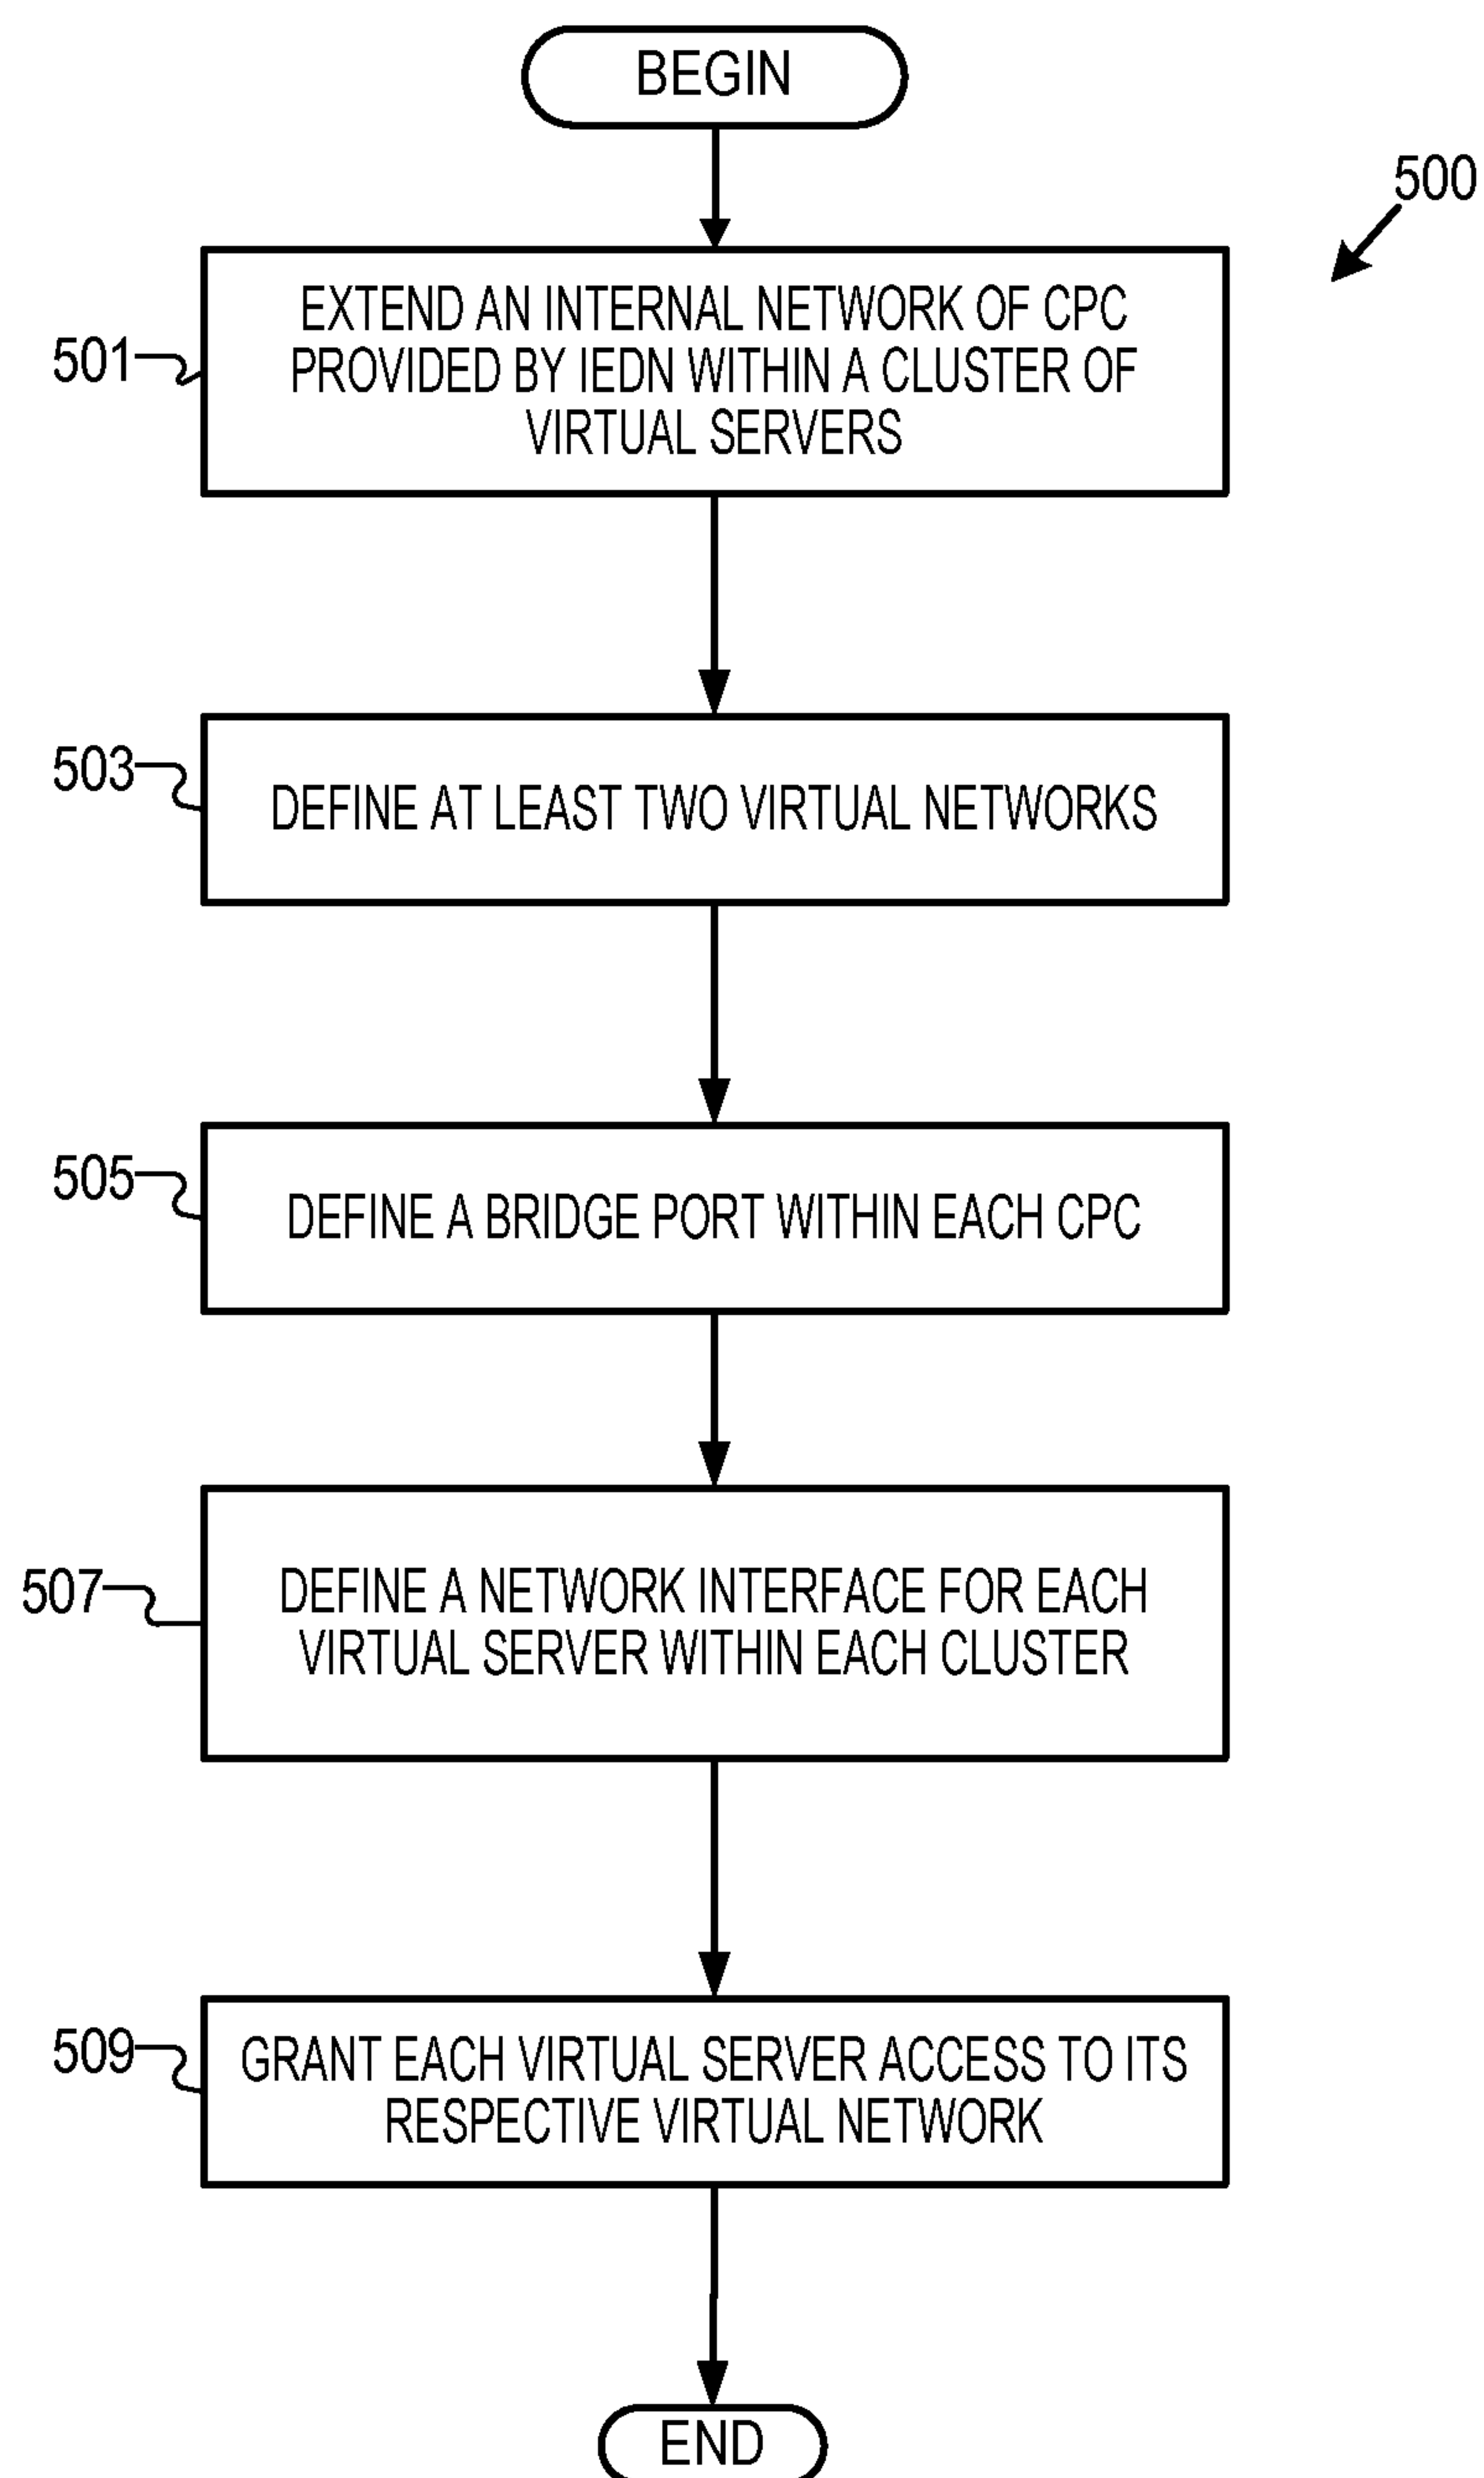 BEGIN
500
501
EXTEND AN INTERNAL NETWORK OF CPC
PROVIDED BY IEDN WITHIN A CLUSTER OF
VIRTUAL SERVERS
503
DEFINE AT LEAST TWO VIRTUAL NETWORKS
505
DEFINE A BRIDGE PORT WITHIN EACH CPC
507
DEFINE A NETWORK INTERFACE FOR EACH
VIRTUAL SERVER WITHIN EACH CLUSTER
509
GRANT EACH VIRTUAL SERVER ACCESS TO ITS
RESPECTIVE VIRTUAL NETWORK
END